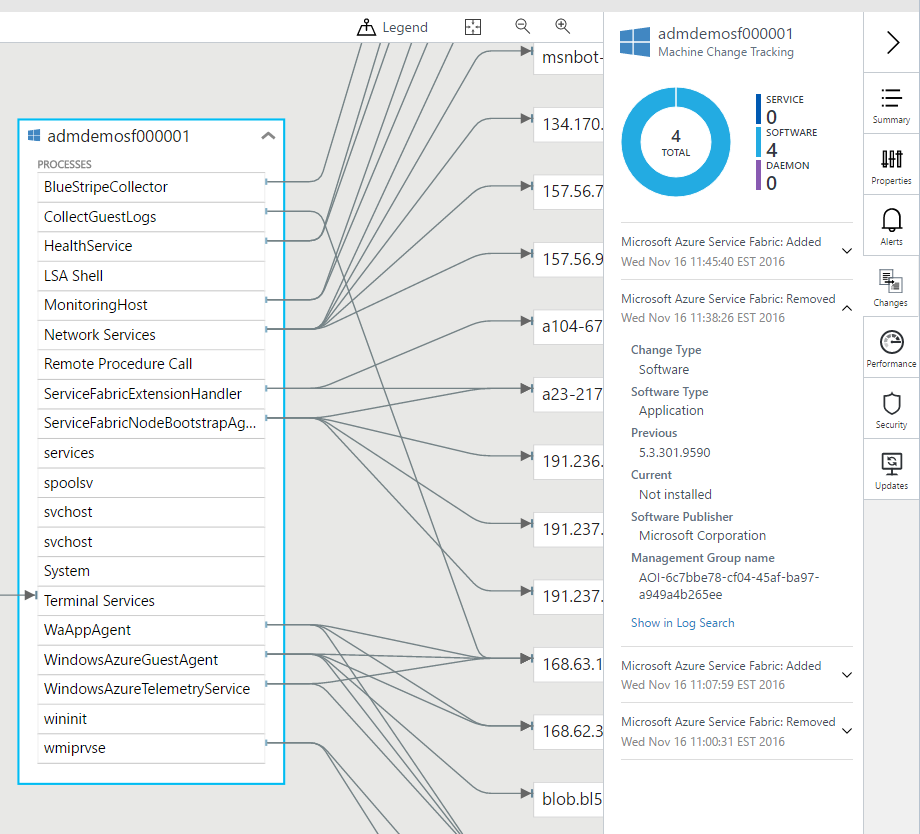 Legend
admdemosf000001
PROCESSES
BlueStripeCollector
CollectGuestLogs
HealthService
LSA Shell
MonitoringHost
Network Services
Remote Procedure Call
ServiceFabricExtensionHandler
ServiceFabricNodeBootstrapAg...
services
spoolsv
svchost
svchost
System
Terminal Services
WaAppAgent
WindowsAzureGuestAgent
WindowsAzureTelemetryService
wininit
wmiprvse
msnbot-
134.170.
157.56.7
157.56.9
a104-67
a23-217
191.236.
191.237.
191.237.
168.63.1
168.62.3
blob.bl5
admdemosf000001
Machine Change Tracking
4
TOTAL
SERVICE
0
SOFTWARE
4
DAEMON
0
Microsoft Azure Service Fabric: Added
Wed Nov 16 11:45:40 EST 2016
Microsoft Azure Service Fabric: Removed
Wed Nov 16 11:38:26 EST 2016
Change Type
Software
Software Type
Application
Previous
5.3.301.9590
Current
Not installed
Software Publisher
Microsoft Corporation
Management Group name
AOI-6c7bbe78-cf04-45af-ba97-
a949a4b265ee
Show in Log Search
Microsoft Azure Service Fabric: Added
Wed Nov 16 11:07:59 EST 2016
Microsoft Azure Service Fabric: Removed
Wed Nov 16 11:00:31 EST 2016
Summary
Properties
Alerts
Changes
Performance
Security
Updates